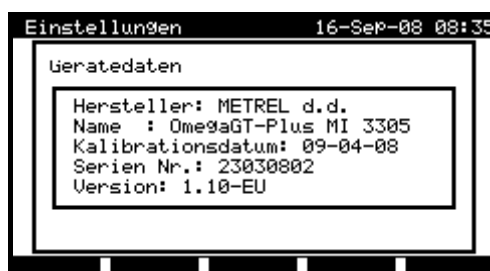 Einstellungen 16-Sep-08 08:35
Geratedaten
Hersteller: METREL d.d.
Name : OmegaGT-Plus MI 3305
Kalibrationsdatum: 09-04-08
Serien Nr.: 23030802
Version: 1.10-EU